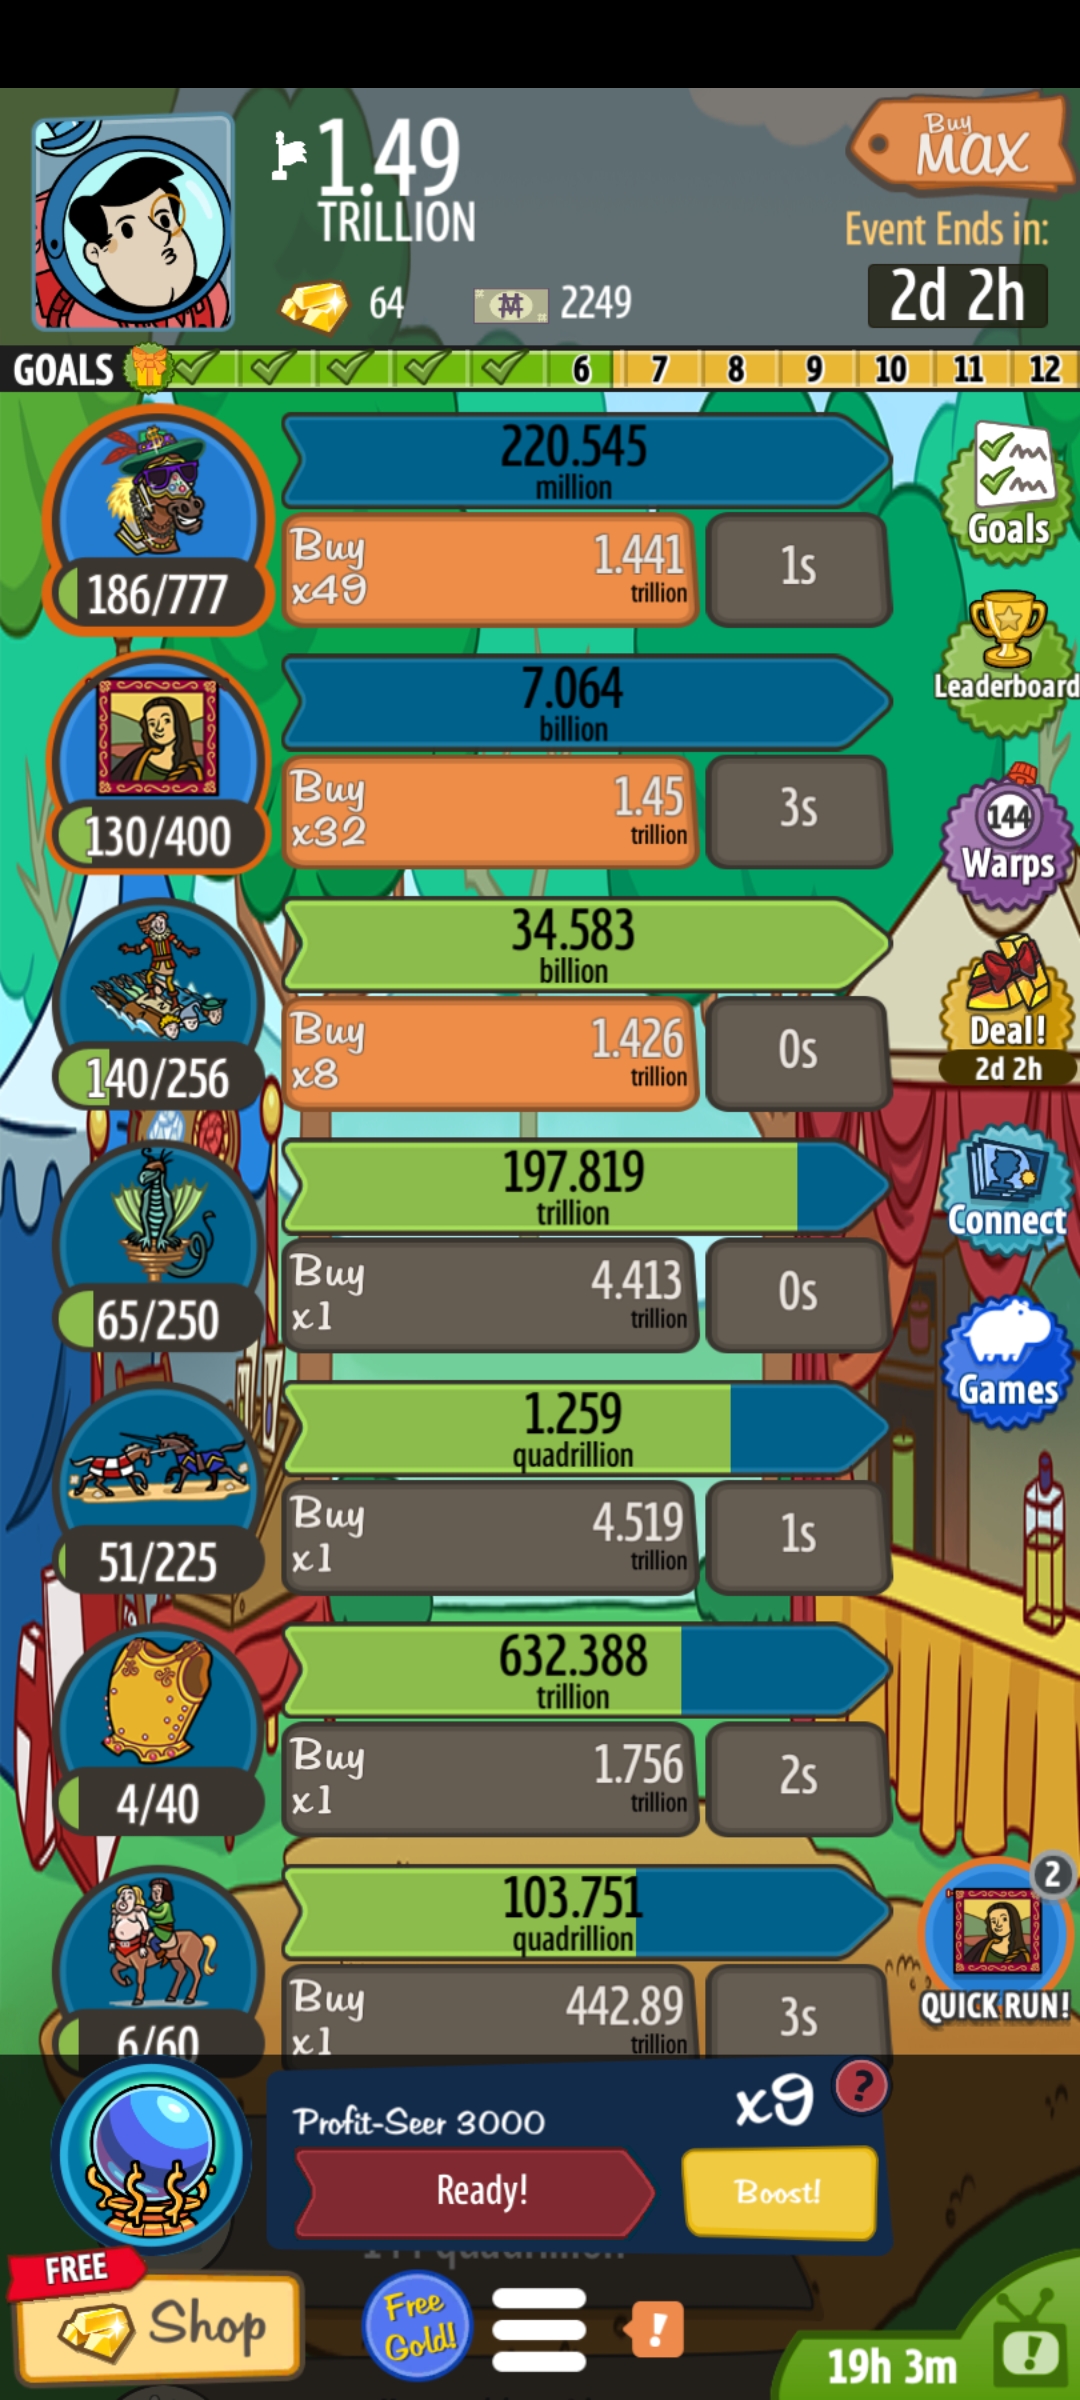 1.49
TRILLION
64
2249
Buy
MAX
Event Ends in:
2d 2h
GOALS 6 7 8 9 10 11 12
220.545
million
186/777
Buy
x49
1.441
trillion
1s
Goals
7.064
billion
130/400
Buy
x32
1.45
trillion
3s
Leaderboard
144
Warps
34.583
billion
140/256
Buy
x8
1.426
trillion
0s
Deal!
2d 2h
197.819
trillion
65/250
Buy
x1
4.413
trillion
0s
Connect
1.259
quadrillion
51/225
Buy
x1
4.519
trillion
1s
Games
632.388
trillion
4/40
Buy
x1
1.756
trillion
2s
103.751
quadrillion
6/60
Buy
x1
442.89
trillion
3s
2
QUICK RUN!
Profit-Seer 3000
x9
?
Ready!
Boost!
FREE
Shop
Free
Gold!
!
19h 3m
!